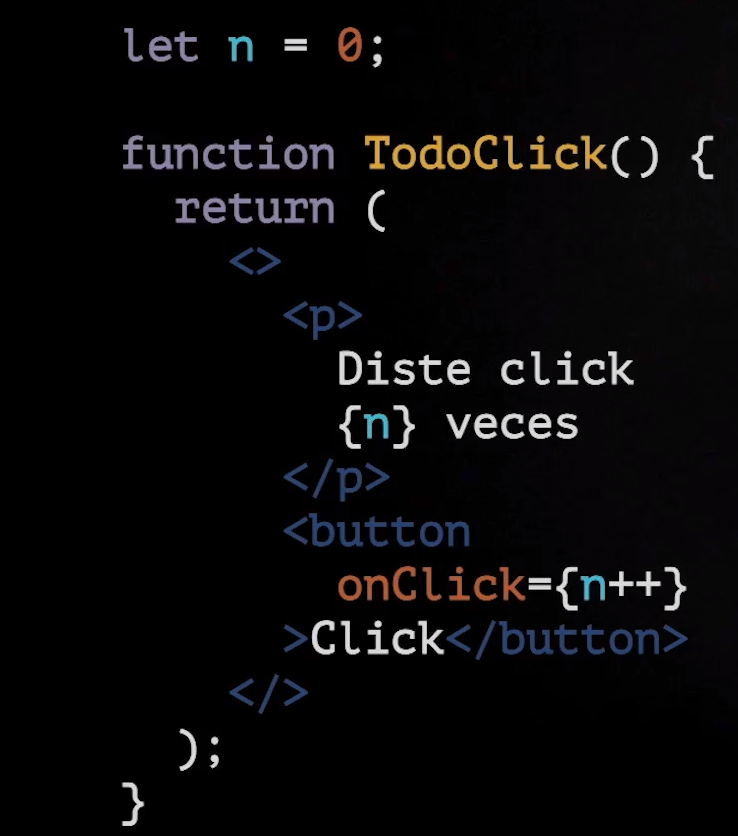 let n = 0;
function TodoClick() {
return (
<>
<p>
Diste click
{n} veces
</p>
<button
onClick={n++}
>Click</button>
</>
);
}